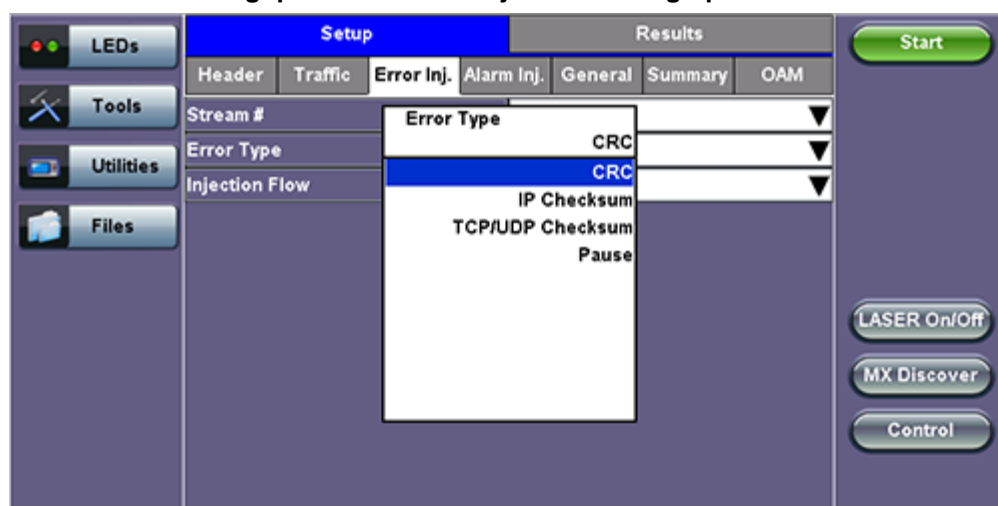 LEDs
Tools
Utilities
Files
Setup
Results
Header
Traffic
Error Inj.
Alarm Inj.
General
Summary
OAM
Stream #
Error Type
Injection Flow
Error Type
CRC
CRC
IP Checksum
TCP/UDP Checksum
Pause
Start
LASER On/Off
MX Discover
Control